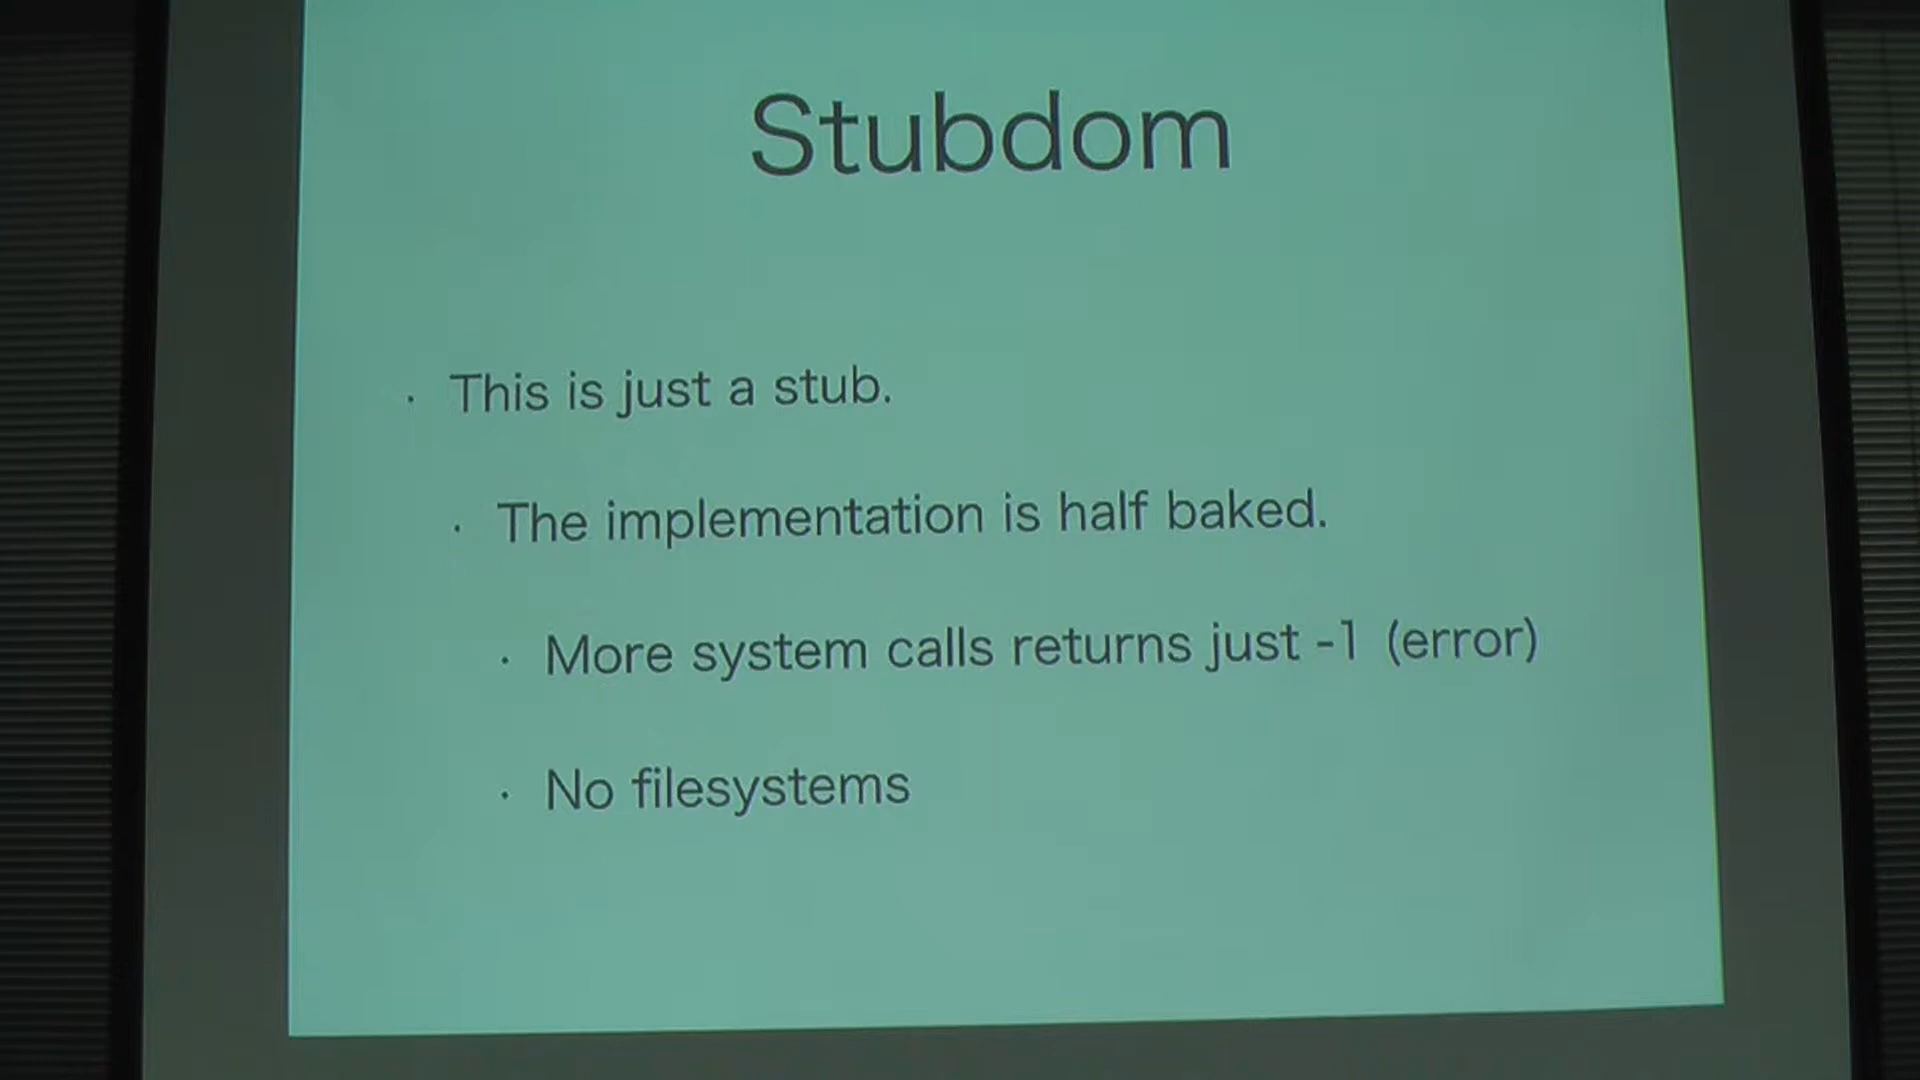 Stubdom
· This is just a stub.
· The implementation is half baked.
· More system calls returns just -1 (error)
· No filesystems